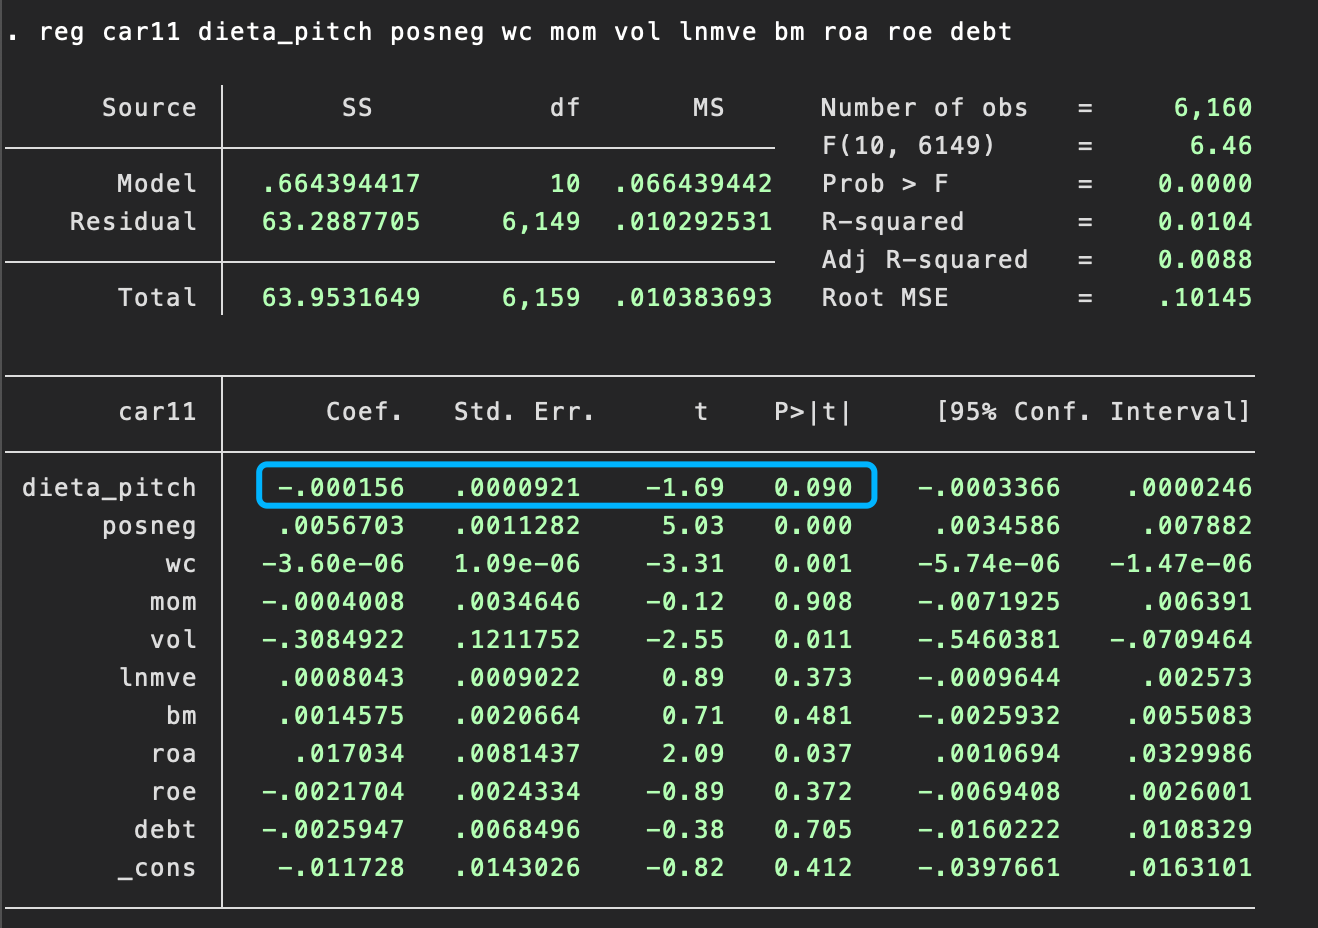 . reg car11 dieta_pitch posneg wc mom vol lnmve bm roa roe debt
Source SS df MS Number of obs = 6,160
F(10, 6149) = 6.46
Model .664394417 10 .066439442 Prob > F = 0.0000
Residual 63.2887705 6,149 .010292531 R-squared = 0.0104
Adj R-squared = 0.0088
Total 63.9531649 6,159 .010383693 Root MSE = .10145
car11 Coef. Std. Err. t P>|t| [95% Conf. Interval]
dieta_pitch -.000156 .0000921 -1.69 0.090 -.0003366 .0000246
posneg .0056703 .0011282 5.03 0.000 .0034586 .007882
wc -3.60e-06 1.09e-06 -3.31 0.001 -5.74e-06 -1.47e-06
mom -.0004008 .0034646 -0.12 0.908 -.0071925 .006391
vol -.3084922 .1211752 -2.55 0.011 -.5460381 -.0709464
lnmve .0008043 .0009022 0.89 0.373 -.0009644 .002573
bm .0014575 .0020664 0.71 0.481 -.0025932 .0055083
roa .017034 .0081437 2.09 0.037 .0010694 .0329986
roe -.0021704 .0024334 -0.89 0.372 -.0069408 .0026001
debt -.0025947 .0068496 -0.38 0.705 -.0160222 .0108329
_cons -.011728 .0143026 -0.82 0.412 -.0397661 .0163101